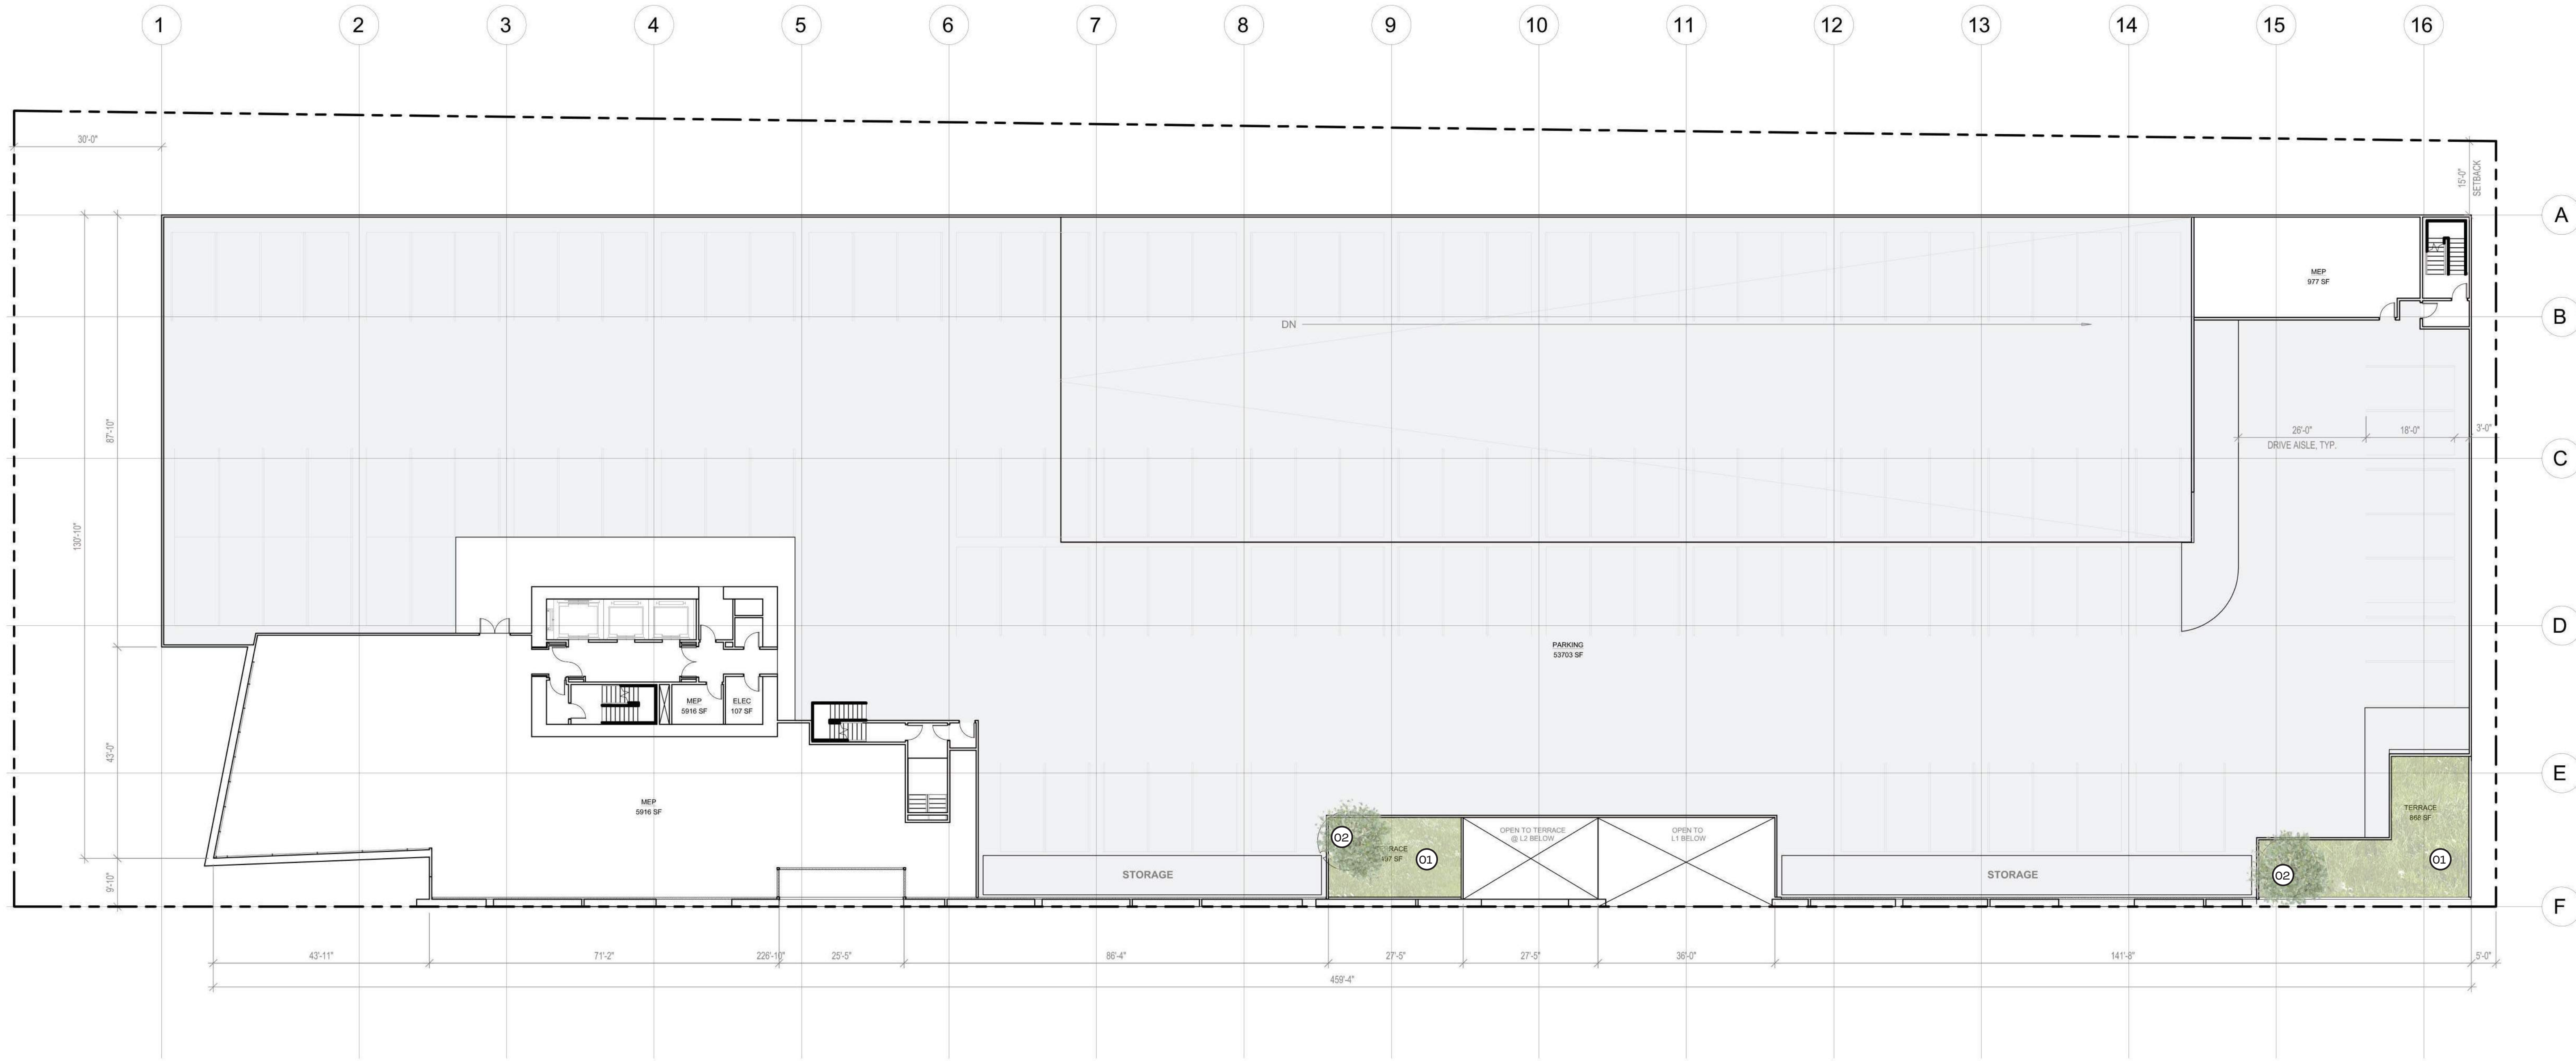 1 2 3 4 5 6 7 8 9 10 11 12 13 14 15 16
30'-0"
15'-0"
SETBACK
A
MEP
977 SF
B
DN
87'-10"
26'-0" 18'-0" 3'-0"
DRIVE AISLE, TYP.
C
130'-10"
D
PARKING
53703 SF
MEP
5916 SF
ELEC
107 SF
43'-0"
E
MEP
5916 SF
TERRACE
868 SF
02
RACE
97 SF
01
OPEN TO TERRACE
@ L2 BELOW
OPEN TO
L1 BELOW
01
STORAGE
STORAGE
02
9'-10"
F
43'-11" 71'-2" 226'-10" 25'-5" 86'-4" 27'-5" 27'-5" 36'-0" 141'-8" 5'-0"
459'-4"